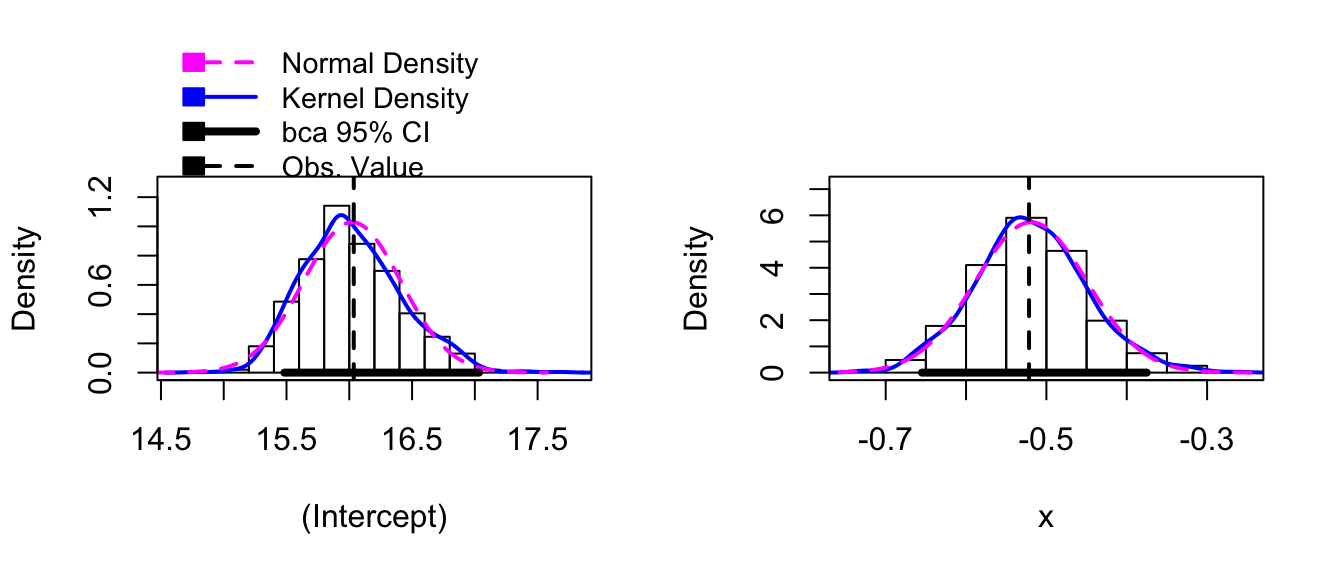 Normal Density
Kernel Density
bca 95% CI
Obs. Value
Density
0.0 0.6 1.2
14.5 15.5 16.5 17.5
(Intercept)
Density
0 2 4 6
-0.7 -0.5 -0.3
x